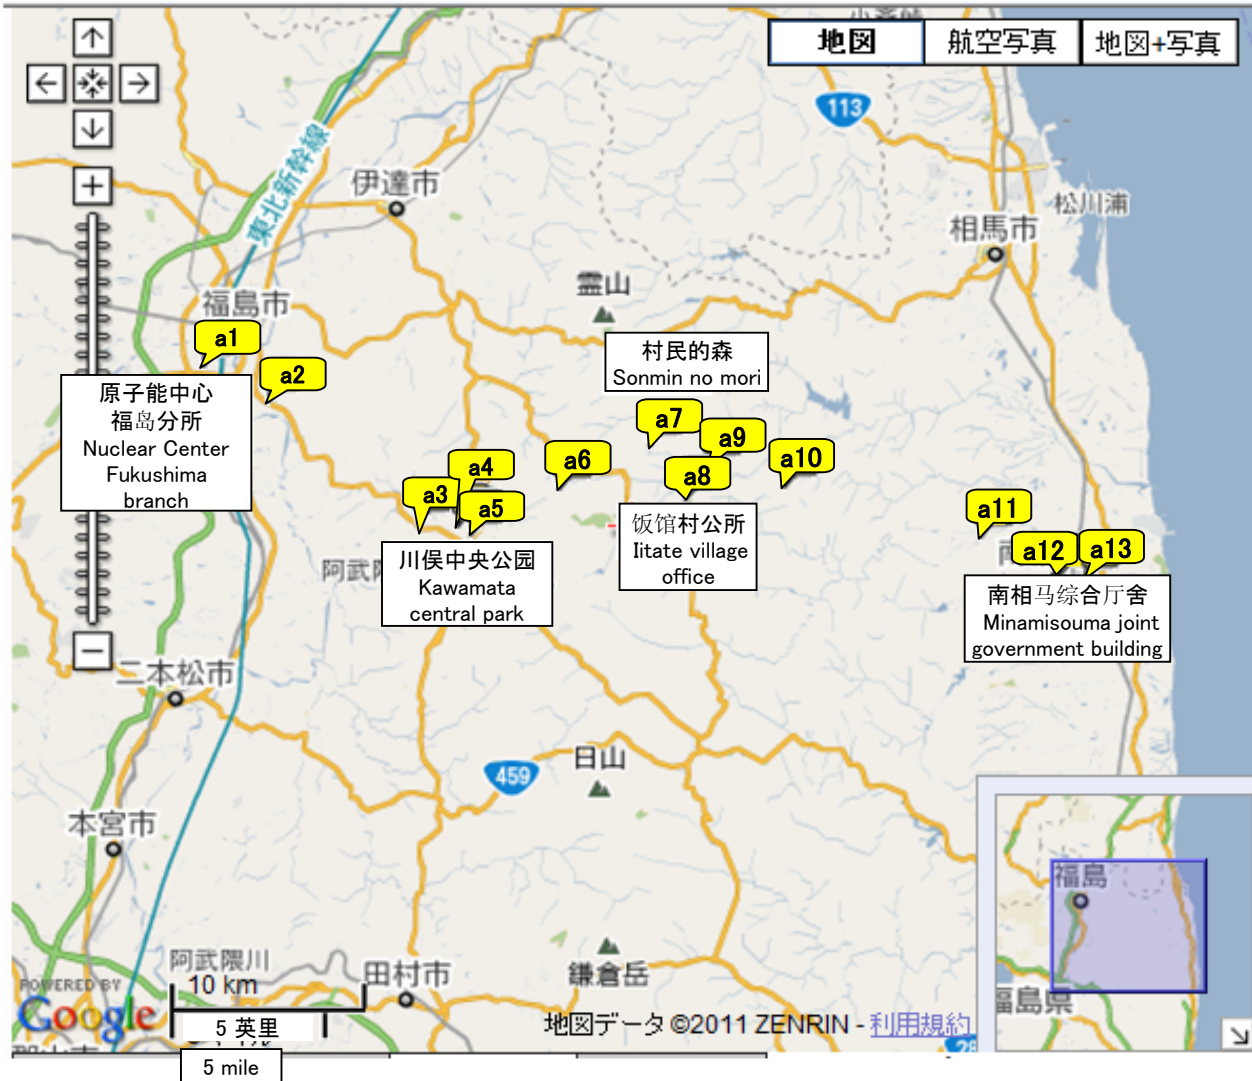 地図
航空写真
地図+写真
113
東北新幹線
伊達市
松川浦
相馬市
霊山
福島市
a1
村民的森
Sonmin no mori
a2
原子能中心
福岛分所
Nuclear Center
Fukushima
branch
a7
a9
a10
a6
a4
a8
a3
a5
a11
饭馆村公所
Iitate village
office
a12
a13
川俣中央公园
Kawamata
central park
阿武
南相马综合厅舍
Minamisouma joint
government building
二本松市
459
日山
本宮市
福島
阿武隈川
田村市
鎌倉岳
福島県
10 km
POWERED BY
Google
5 英里
地図データ ©2011 ZENRIN - 利用規約
5 mile